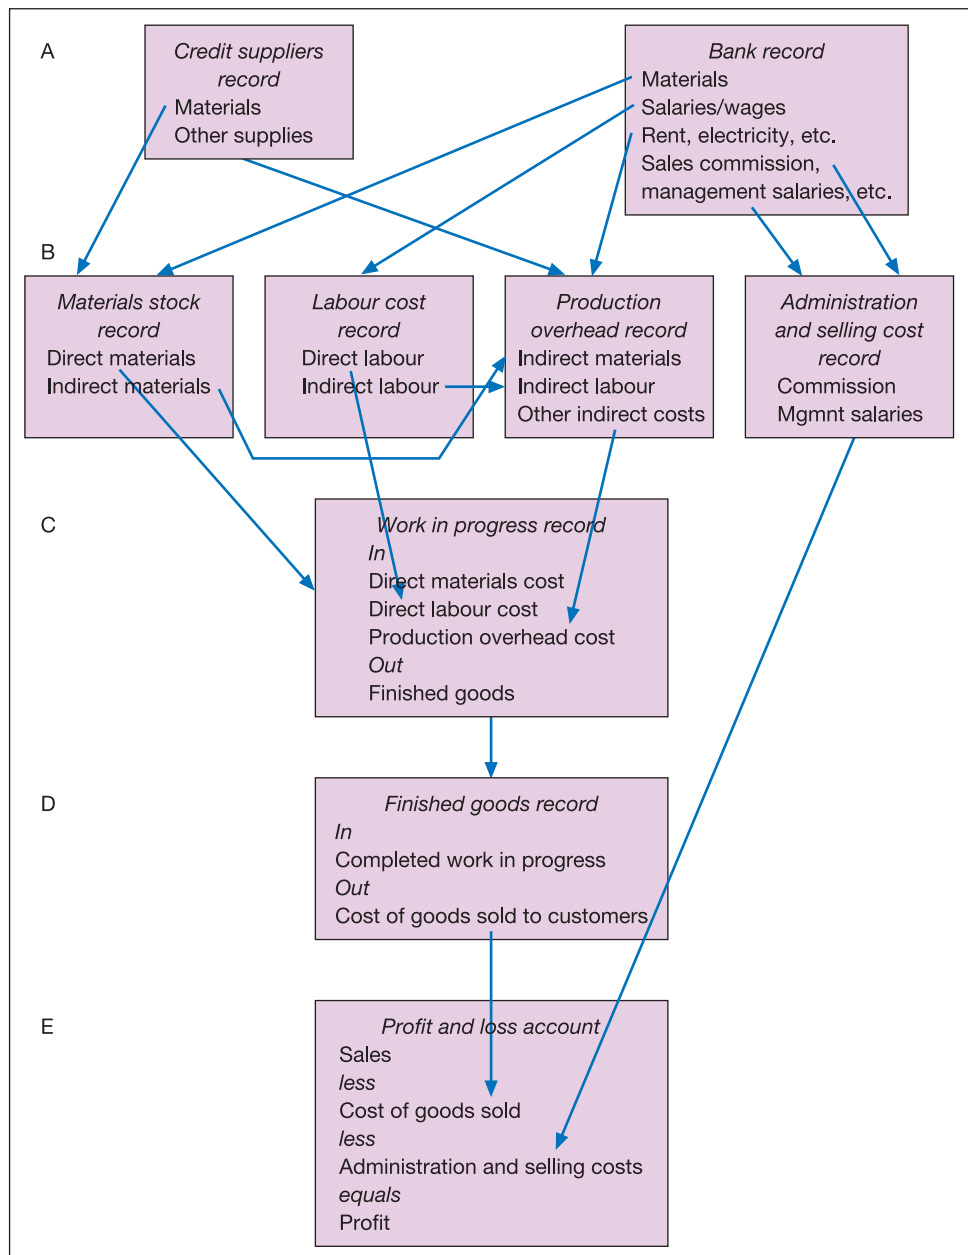 A
Credit suppliers
record
Materials
Other supplies
Bank record
Materials
Salaries/wages
Rent, electricity, etc.
Sales commission,
management salaries, etc.
B
Materials stock
record
Direct materials
Indirect materials
Labour cost
record
Direct labour
Indirect labour
Production
overhead record
Indirect materials
Indirect labour
Other indirect costs
Administration
and selling cost
record
Commission
Mgmnt salaries
C
Work in progress record
In
Direct materials cost
Direct labour cost
Production overhead cost
Out
Finished goods
D
Finished goods record
In
Completed work in progress
Out
Cost of goods sold to customers
E
Profit and loss account
Sales
less
Cost of goods sold
less
Administration and selling costs
equals
Profit